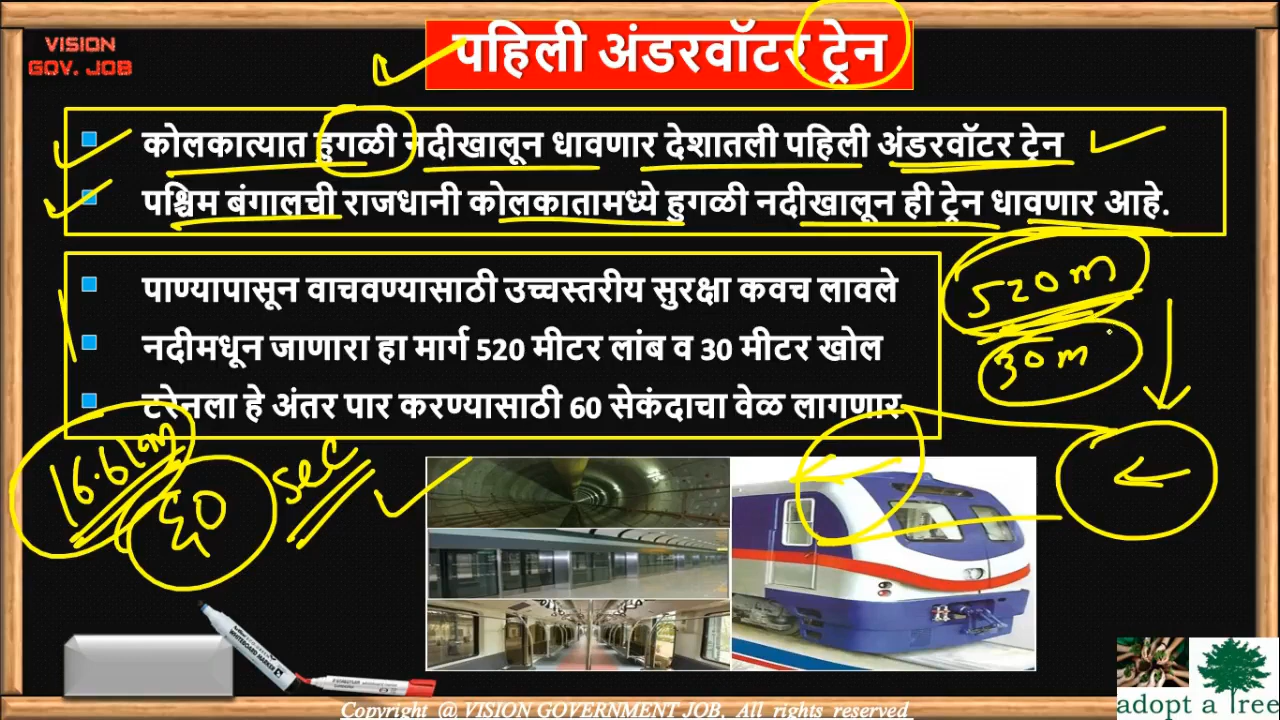 VISION
GOV. JOB
पहिली अंडरवॉटर ट्रेन
कोलकात्यात हुगळी नदीखालून धावणार देशातली पहिली अंडरवॉटर ट्रेन
पश्चिम बंगालची राजधानी कोलकातामध्ये हुगळी नदीखालून ही ट्रेन धावणार आहे.
पाण्यापासून वाचवण्यासाठी उच्चस्तरीय सुरक्षा कवच लावले
नदीमधून जाणारा हा मार्ग 520 मीटर लांब व 30 मीटर खोल
टरेनला हे अंतर पार करण्यासाठी 60 सेकंदाचा वेळ लागणार
520 m
30 m
६० sec
Copyright @ VISION GOVERNMENT JOB. All rights reserved
adopt a Tree